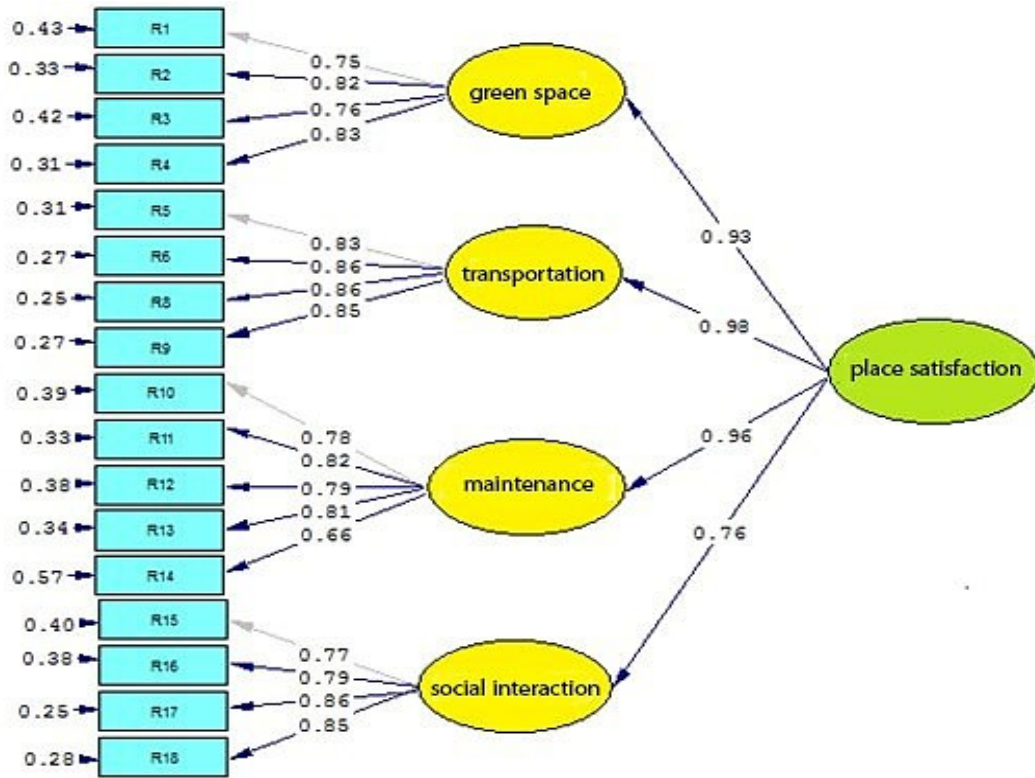 0.43 R1
0.33 R2
0.42 R3
0.31 R4
0.31 R5
0.27 R6
0.25 R8
0.27 R9
0.39 R10
0.33 R11
0.38 R12
0.34 R13
0.57 R14
0.40 R15
0.38 R16
0.25 R17
0.28 R18
0.75
0.82
0.76
0.83
0.83
0.86
0.86
0.85
0.78
0.82
0.79
0.81
0.66
0.77
0.79
0.86
0.85
green space
transportation
maintenance
social interaction
0.93
0.98
0.96
0.76
place satisfaction